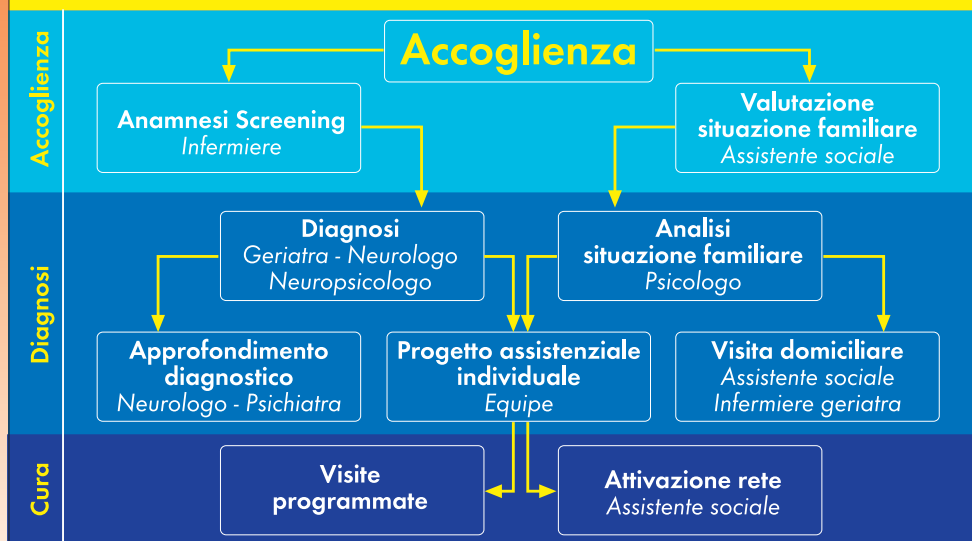 Accoglienza
Accoglienza
Anamnesi Screening
Infermiere
Valutazione
situazione familiare
Assistente sociale
Diagnosi
Diagnosi
Geriatra - Neurologo
Neuropsicologo
Analisi
situazione familiare
Psicologo
Approfondimento
diagnostico
Neurologo - Psichiatra
Progetto assistenziale
individuale
Equipe
Visita domiciliare
Assistente sociale
Infermiere geriatra
Cura
Visite
programmate
Attivazione rete
Assistente sociale